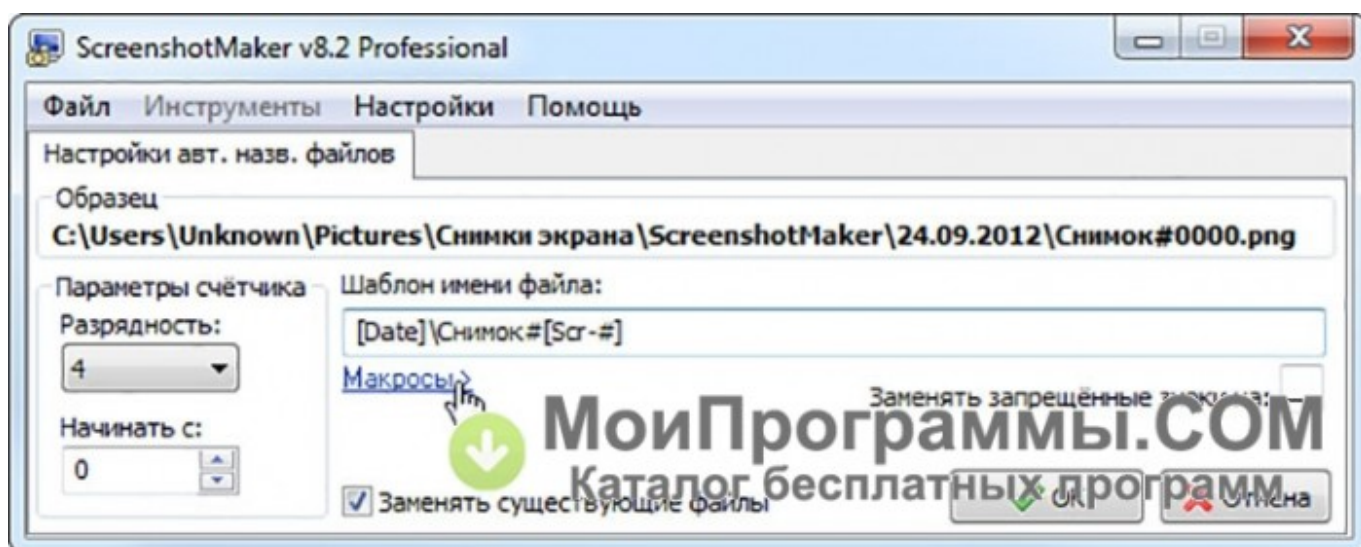 ScreenshotMaker v8.2 Professional
Файл Инструменты Настройки Помощь
Настройки авт. назв. файлов
Образец
C:\Users\Unknown\Pictures\Снимки экрана\ScreenshotMaker\24.09.2012\Снимок#0000.png
Параметры счётчика
Шаблон имени файла:
Разрядность:
[Date]\Снимок#[Scr-#]
4
Макросы>
Заменять запрещённые знаки на:
Начинать с:
МоиПрограммы.COM
0
Каталог бесплатных программ
Заменять существующие файлы
OK
Отмена